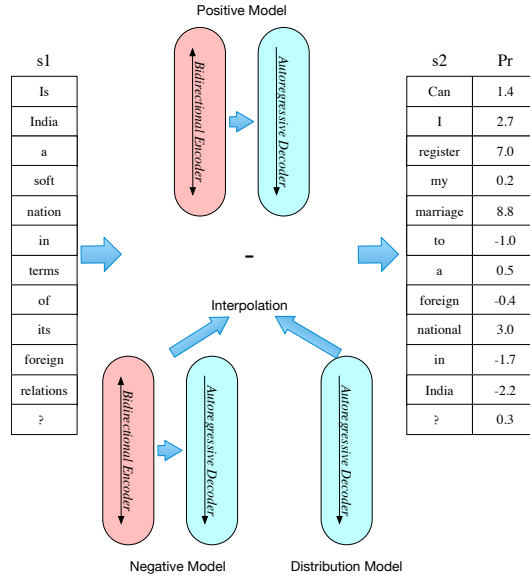 Positive Model
s1
s2 Pr
Bidirectional Encoder
Autoregressive Decoder
Is
India
a
soft
nation
in
terms
of
its
foreign
relations
?
Can 1.4
I 2.7
register 7.0
my 0.2
marriage 8.8
to -1.0
a 0.5
foreign -0.4
national 3.0
in -1.7
India -2.2
? 0.3
-
Interpolation
Bidirectional Encoder
Autoregressive Decoder
Autoregressive Decoder
Negative Model
Distribution Model